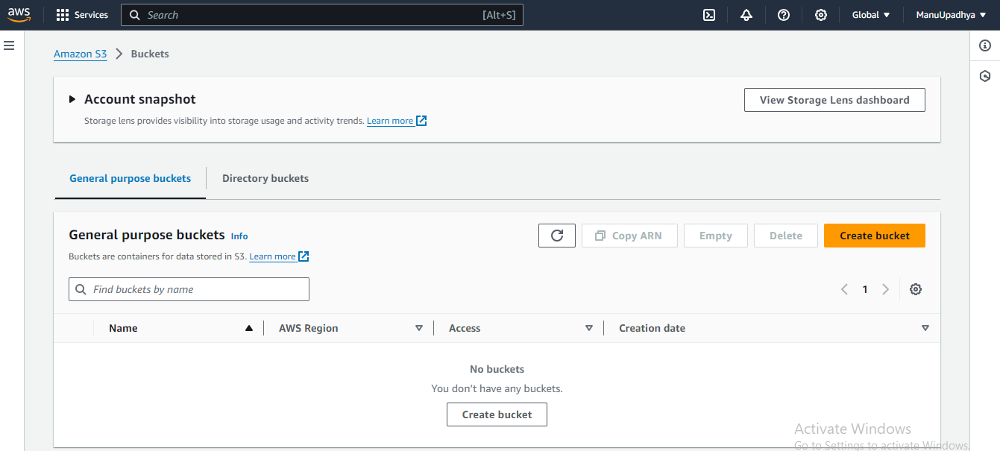 aws Services Search [Alt+S] Global ManuUpadhya
Amazon S3 Buckets
Account snapshot
View Storage Lens dashboard
Storage lens provides visibility into storage usage and activity trends. Learn more
General purpose buckets Directory buckets
General purpose buckets Info
Copy ARN Empty Delete Create bucket
Buckets are containers for data stored in S3. Learn more
Find buckets by name
1
Name AWS Region Access Creation date
No buckets
You don’t have any buckets.
Create bucket
Activate Windows
Go to Settings to activate Windows.